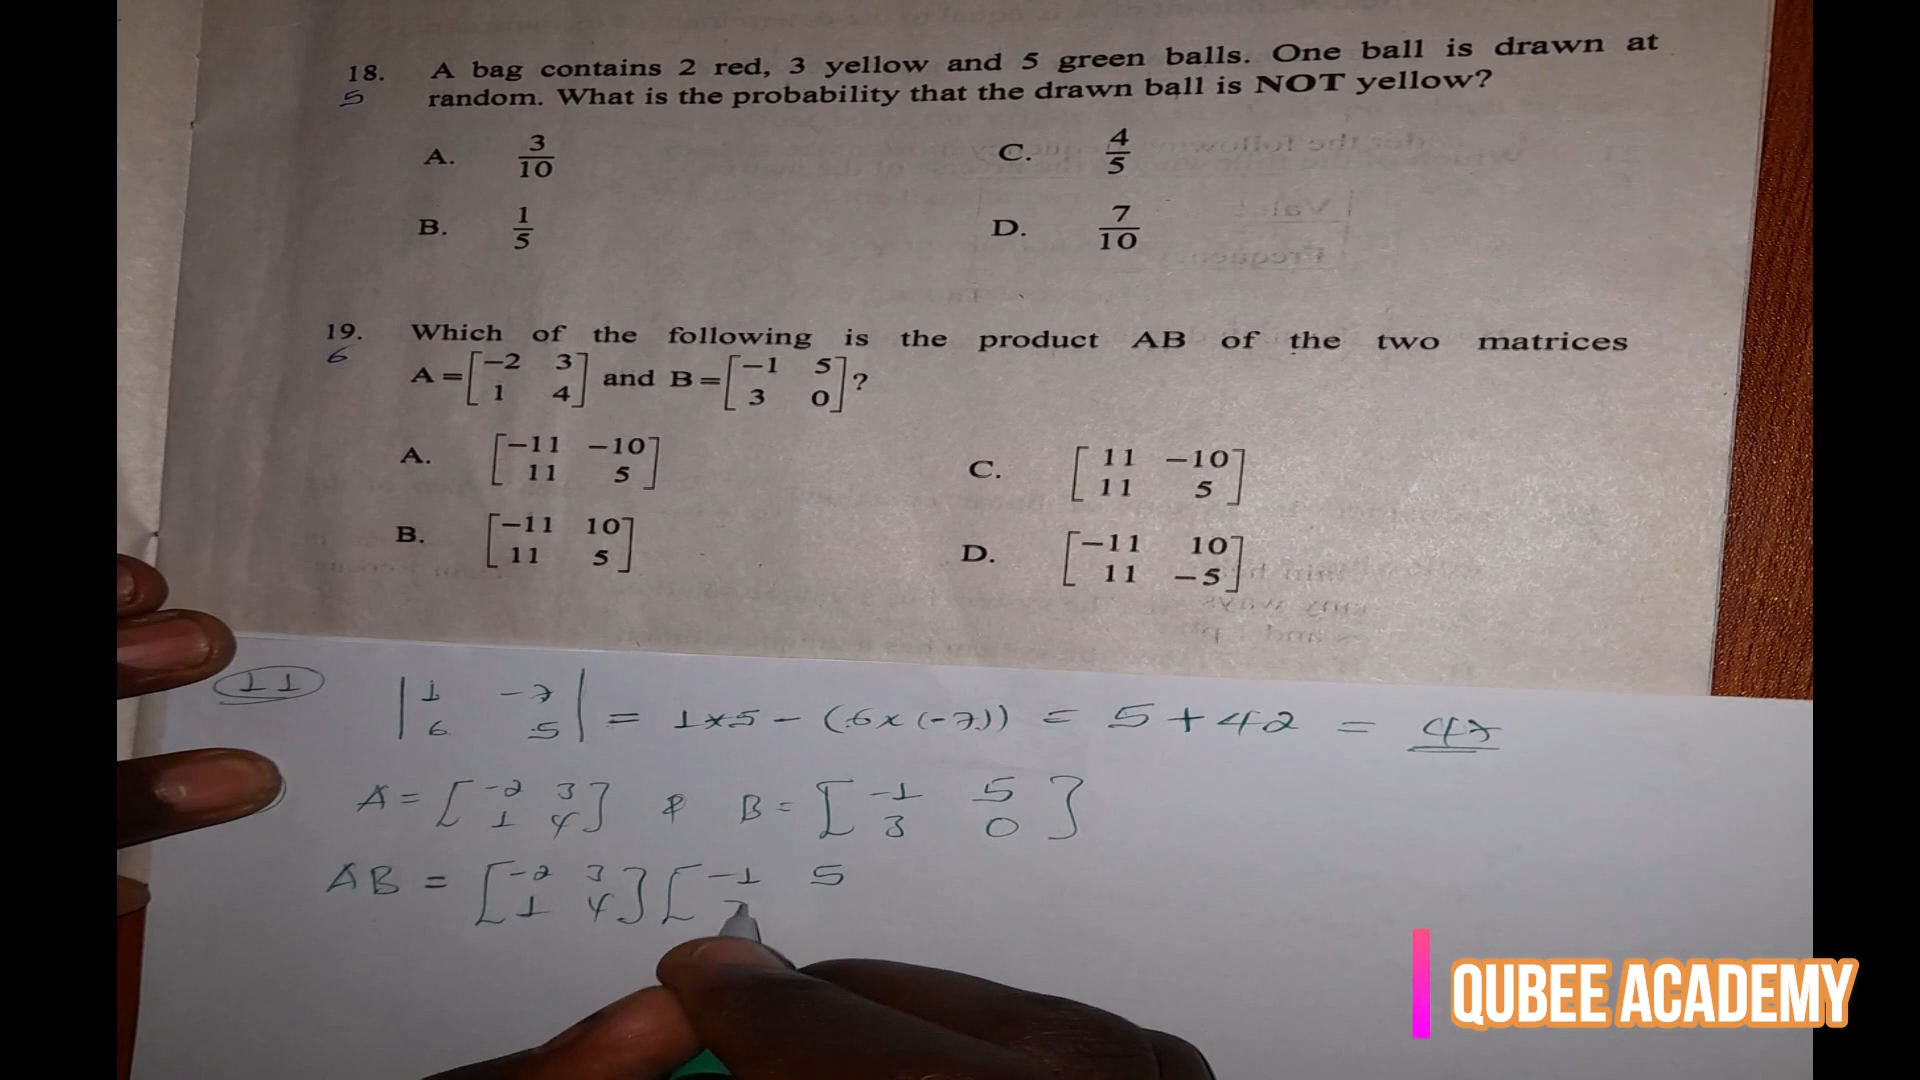 18. A bag contains 2 red, 3 yellow and 5 green balls. One ball is drawn at
5 random. What is the probability that the drawn ball is NOT yellow?
A. 3/10 C. 4/5
B. 1/5 D. 7/10
19. Which of the following is the product AB of the two matrices
6 A = [−2 3; 1 4] and B = [−1 5; 3 0] ?
A. [−11 −10; 11 5] C. [11 −10; 11 5]
B. [−11 10; 11 5] D. [−11 10; 11 −5]
11 |1 -7; 6 5| = 1×5 - (6×(-7)) = 5 + 42 = 47
A = [-2 3; 1 4] & B = [-1 5; 3 0]
AB = [-2 3; 1 4] [-1 5
QUBEE ACADEMY